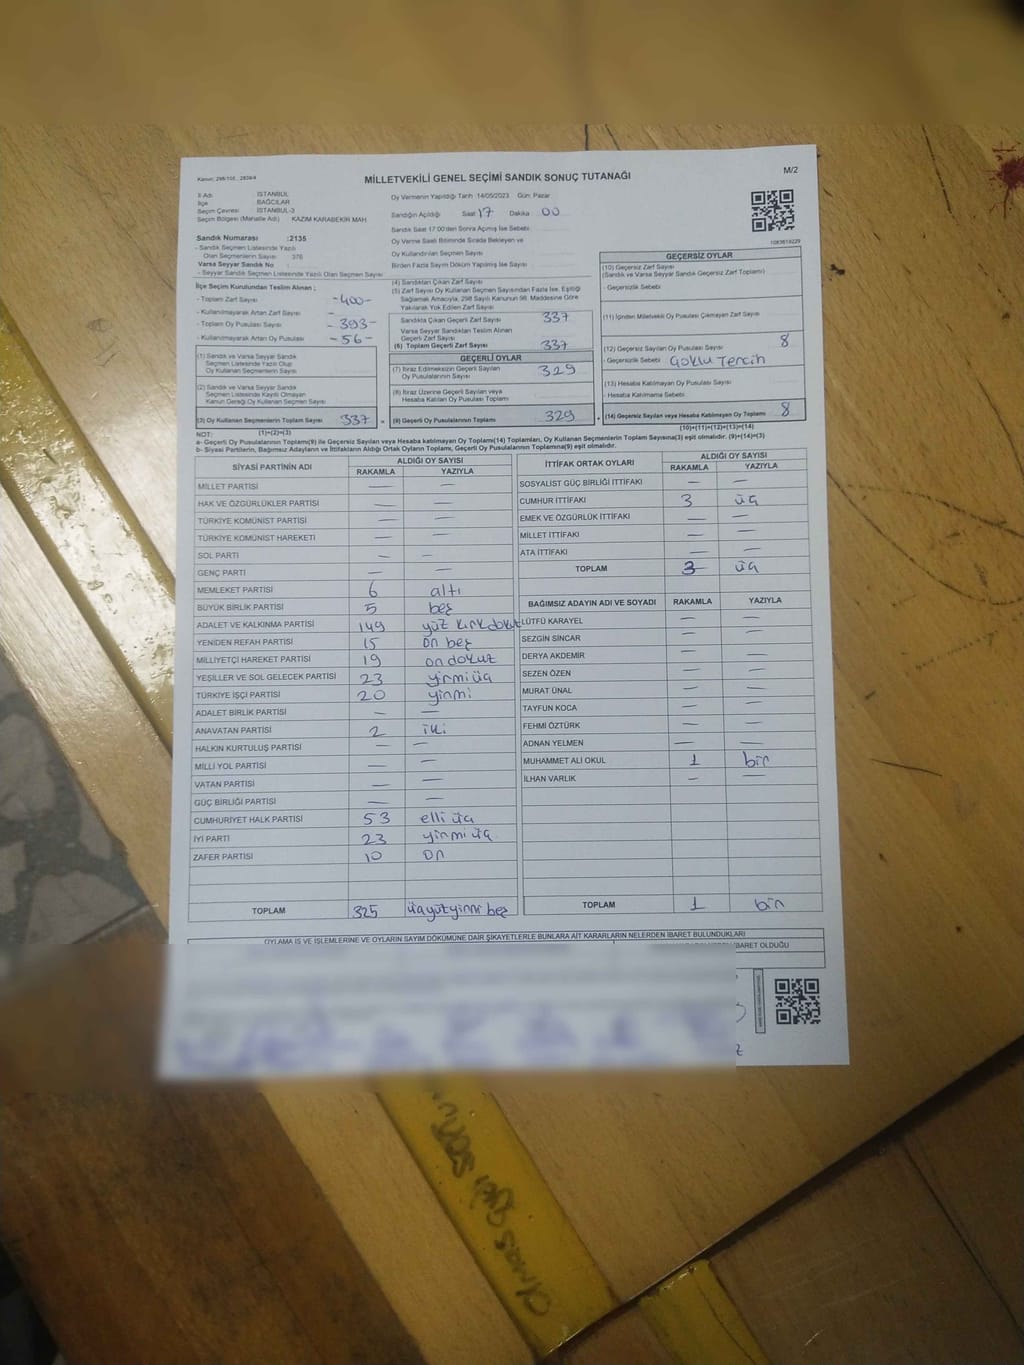 Kanun: 298/105 , 2839/4
MİLLETVEKİLİ GENEL SEÇİMİ SANDIK SONUÇ TUTANAĞI
M/2
İl Adı : İSTANBUL
İlçe : BAĞCILAR
Seçim Çevresi : İSTANBUL-3
Seçim Bölgesi (Mahalle Adı) : KAZIM KARABEKİR MAH
Sandık Numarası :2135
- Sandık Seçmen Listesinde Yazılı
Olan Seçmenlerin Sayısı : 376
Varsa Seyyar Sandık No :
- Seyyar Sandık Seçmen Listesinde Yazılı Olan Seçmen Sayısı :
Oy Vermenin Yapıldığı Tarih :14/05/2023 Gün: Pazar
Sandığın Açıldığı Saat 17 Dakika 00
Sandık Saat 17:00'den Sonra Açılmış İse Sebebi
Oy Verme Saati Bitiminde Sırada Bekleyen ve
Oy Kullandırılan Seçmen Sayısı
Birden Fazla Sayım Döküm Yapılmış İse Sayısı
1083619229
İlçe Seçim Kurulundan Teslim Alınan ;
- Toplam Zarf Sayısı : -400-
- Kullanılmayarak Artan Zarf Sayısı : -
- Toplam Oy Pusulası Sayısı : -393-
- Kullanılmayarak Artan Oy Pusulası : -56-
(1) Sandık ve Varsa Seyyar Sandık
Seçmen Listesinde Yazılı Olup
Oy Kullanan Seçmenlerin Sayısı
(2) Sandık ve Varsa Seyyar Sandık
Seçmen Listesinde Kayıtlı Olmayan
Kanun Gereği Oy Kullanan Seçmen Sayısı
(3) Oy Kullanan Seçmenlerin Toplam Sayısı 337
(1)+(2)=(3)
(4) Sandıktan Çıkan Zarf Sayısı
(5) Zarf Sayısı Oy Kullanan Seçmen Sayısından Fazla İse, Eşitliği
Sağlamak Amacıyla, 298 Sayılı Kanunun 98. Maddesine Göre
Yakılarak Yok Edilen Zarf Sayısı
Sandıkta Çıkan Geçerli Zarf Sayısı 337
Varsa Seyyar Sandıktan Teslim Alınan
Geçerli Zarf Sayısı
(6) Toplam Geçerli Zarf Sayısı 337
GEÇERLİ OYLAR
(7) İtiraz Edilmeksizin Geçerli Sayılan
Oy Pusulasının Sayısı 329
(8) İtiraz Üzerine Geçerli Sayılan veya
Hesaba Katılan Oy Pusulası Toplam Sayısı
(9) Geçerli Oy Pusulalarının Toplamı 329
GEÇERSİZ OYLAR
(10) Geçersiz Zarf Sayısı
(Sandık ve Varsa Seyyar Sandık Geçersiz Zarf Toplamı)
- Geçersizlik Sebebi
(11) İçinden Milletvekili Oy Pusulası Çıkmayan Zarf Sayısı
(12) Geçersiz Sayılan Oy Pusulası Sayısı 8
- Geçersizlik Sebebi Çoklu Tercih
(13) Hesaba Katılmayan Oy Pusulası Sayısı
- Hesaba Katılmama Sebebi
(14) Geçersiz Sayılan veya Hesaba Katılmayan Oy Toplamı 8
(10)+(11)+(12)+(13)=(14)
NOT:
a- Geçerli Oy Pusulalarının Toplamı(9) ile Geçersiz Sayılan veya Hesaba katılmayan Oy Toplam(14) Toplamları, Oy Kullanan Seçmenlerin Toplam Sayısına(3) eşit olmalıdır. (9)+(14)=(3)
b- Siyasi Partilerin, Bağımsız Adayların ve İttifakların Aldığı Ortak Oyların Toplamı, Geçerli Oy Pusulalarının Toplamına(9) eşit olmalıdır.
SİYASİ PARTİNİN ADI ALDIĞI OY SAYISI
RAKAMLA YAZIYLA
MİLLET PARTİSİ — —
HAK VE ÖZGÜRLÜKLER PARTİSİ — —
TÜRKİYE KOMÜNİST PARTİSİ — —
TÜRKİYE KOMÜNİST HAREKETİ — —
SOL PARTİ — —
GENÇ PARTİ — —
MEMLEKET PARTİSİ 6 altı
BÜYÜK BİRLİK PARTİSİ 5 beş
ADALET VE KALKINMA PARTİSİ 149 yüz kırk dokuz
YENİDEN REFAH PARTİSİ 15 on beş
MİLLİYETÇİ HAREKET PARTİSİ 19 on dokuz
YEŞİLLER VE SOL GELECEK PARTİSİ 23 yirmi üç
TÜRKİYE İŞÇİ PARTİSİ 20 yirmi
ADALET BİRLİK PARTİSİ — —
ANAVATAN PARTİSİ 2 iki
HALKIN KURTULUŞ PARTİSİ — —
MİLLİ YOL PARTİSİ — —
VATAN PARTİSİ — —
GÜÇ BİRLİĞİ PARTİSİ — —
CUMHURİYET HALK PARTİSİ 53 elli üç
İYİ PARTİ 23 yirmi üç
ZAFER PARTİSİ 10 on
TOPLAM 325 üçyüzyirmi beş
İTTİFAK ORTAK OYLARI ALDIĞI OY SAYISI
RAKAMLA YAZIYLA
SOSYALİST GÜÇ BİRLİĞİ İTTİFAKI — —
CUMHUR İTTİFAKI 3 üç
EMEK VE ÖZGÜRLÜK İTTİFAKI — —
MİLLET İTTİFAKI — —
ATA İTTİFAKI — —
TOPLAM 3 üç
BAĞIMSIZ ADAYIN ADI VE SOYADI RAKAMLA YAZIYLA
LÜTFÜ KARAYEL — —
SEZGİN SİNCAR — —
DERYA AKDEMİR — —
SEZEN ÖZEN — —
MURAT ÜNAL — —
TAYFUN KOCA — —
FEHMİ ÖZTÜRK — —
ADNAN YELMEN — —
MUHAMMET ALİ OKUL 1 bir
İLHAN VARLIK — —
TOPLAM 1 bir
OYLAMA İŞ VE İŞLEMLERİNE VE OYLARIN SAYIM DÖKÜMÜNE DAİR ŞİKAYETLERLE BUNLARA AİT KARARLARIN NELERDEN İBARET BULUNDUKLARI
İBARET OLDUĞU